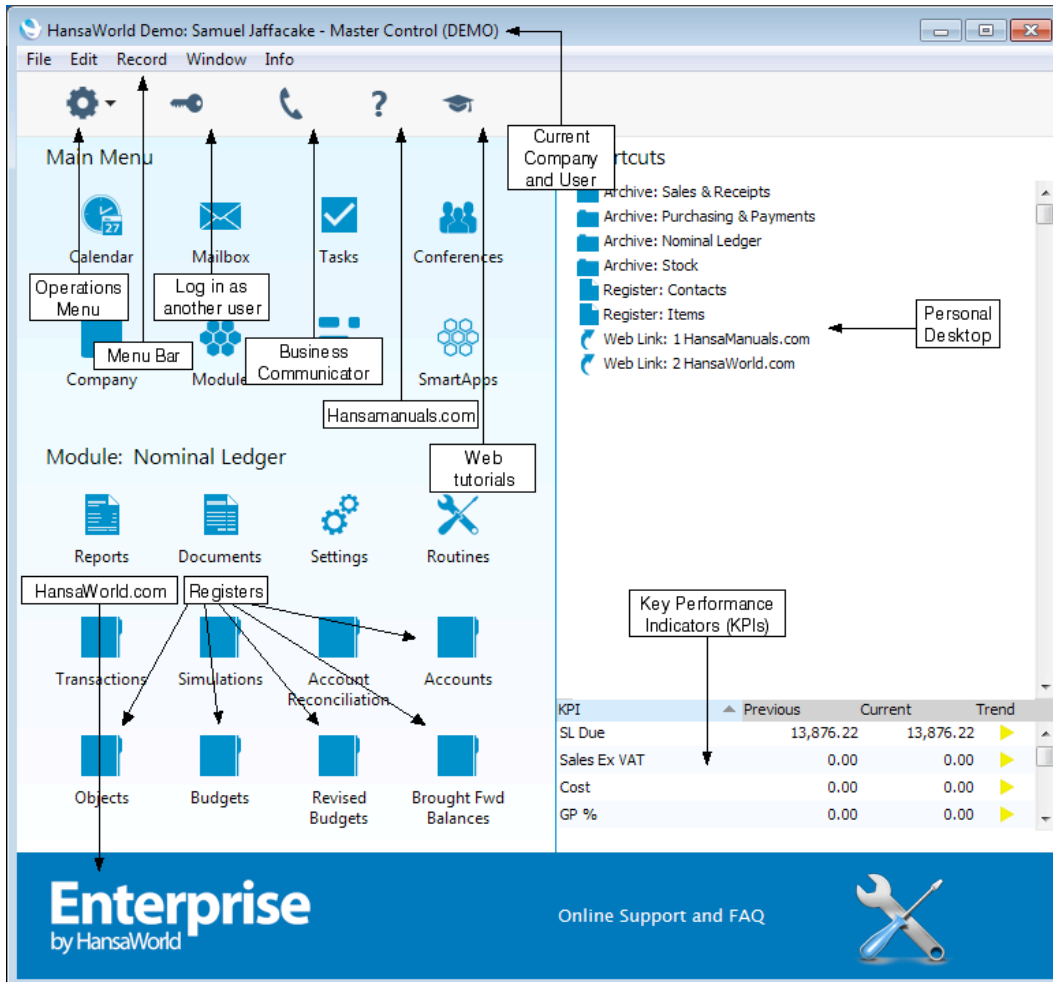 HansaWorld Demo: Samuel Jaffacake - Master Control (DEMO)
File Edit Record Window Info
Current
Company
and User
Main Menu
rtcuts
Calendar Mailbox Tasks Conferences
Operations
Menu
Log in as
another user
Menu Bar
Business
Communicator
Company Module SmartApps
Hansamanuals.com
Web
tutorials
Archive: Sales & Receipts
Archive: Purchasing & Payments
Archive: Nominal Ledger
Archive: Stock
Register: Contacts
Register: Items
Web Link: 1 HansaManuals.com
Web Link: 2 HansaWorld.com
Personal
Desktop
Module: Nominal Ledger
Reports Documents Settings Routines
HansaWorld.com
Registers
Transactions Simulations Account Reconciliation Accounts
Objects Budgets Revised Budgets Brought Fwd Balances
Key Performance
Indicators (KPIs)
KPI Previous Current Trend
SL Due 13,876.22 13,876.22
Sales Ex VAT 0.00 0.00
Cost 0.00 0.00
GP % 0.00 0.00
Enterprise
by HansaWorld
Online Support and FAQ